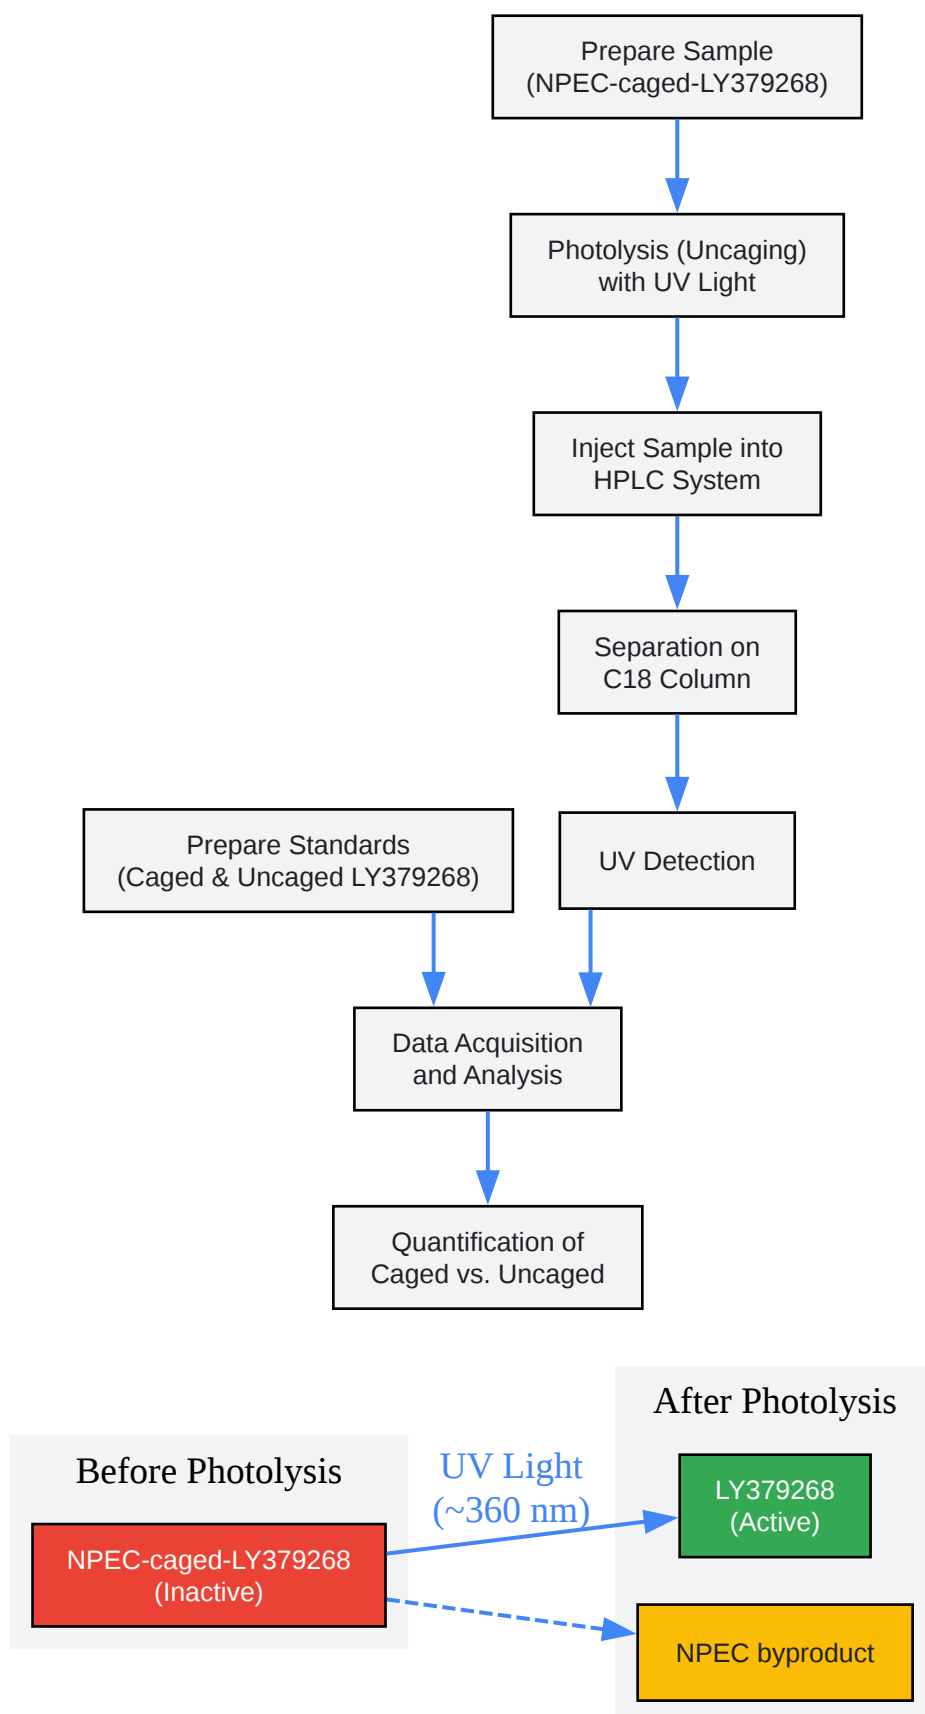 Prepare Sample
(NPEC-caged-LY379268)
Photolysis (Uncaging)
with UV Light
Inject Sample into
HPLC System
Separation on
C18 Column
Prepare Standards
(Caged & Uncaged LY379268)
UV Detection
Data Acquisition
and Analysis
Quantification of
Caged vs. Uncaged
Before Photolysis
NPEC-caged-LY379268
(Inactive)
UV Light
(~360 nm)
After Photolysis
LY379268
(Active)
NPEC byproduct